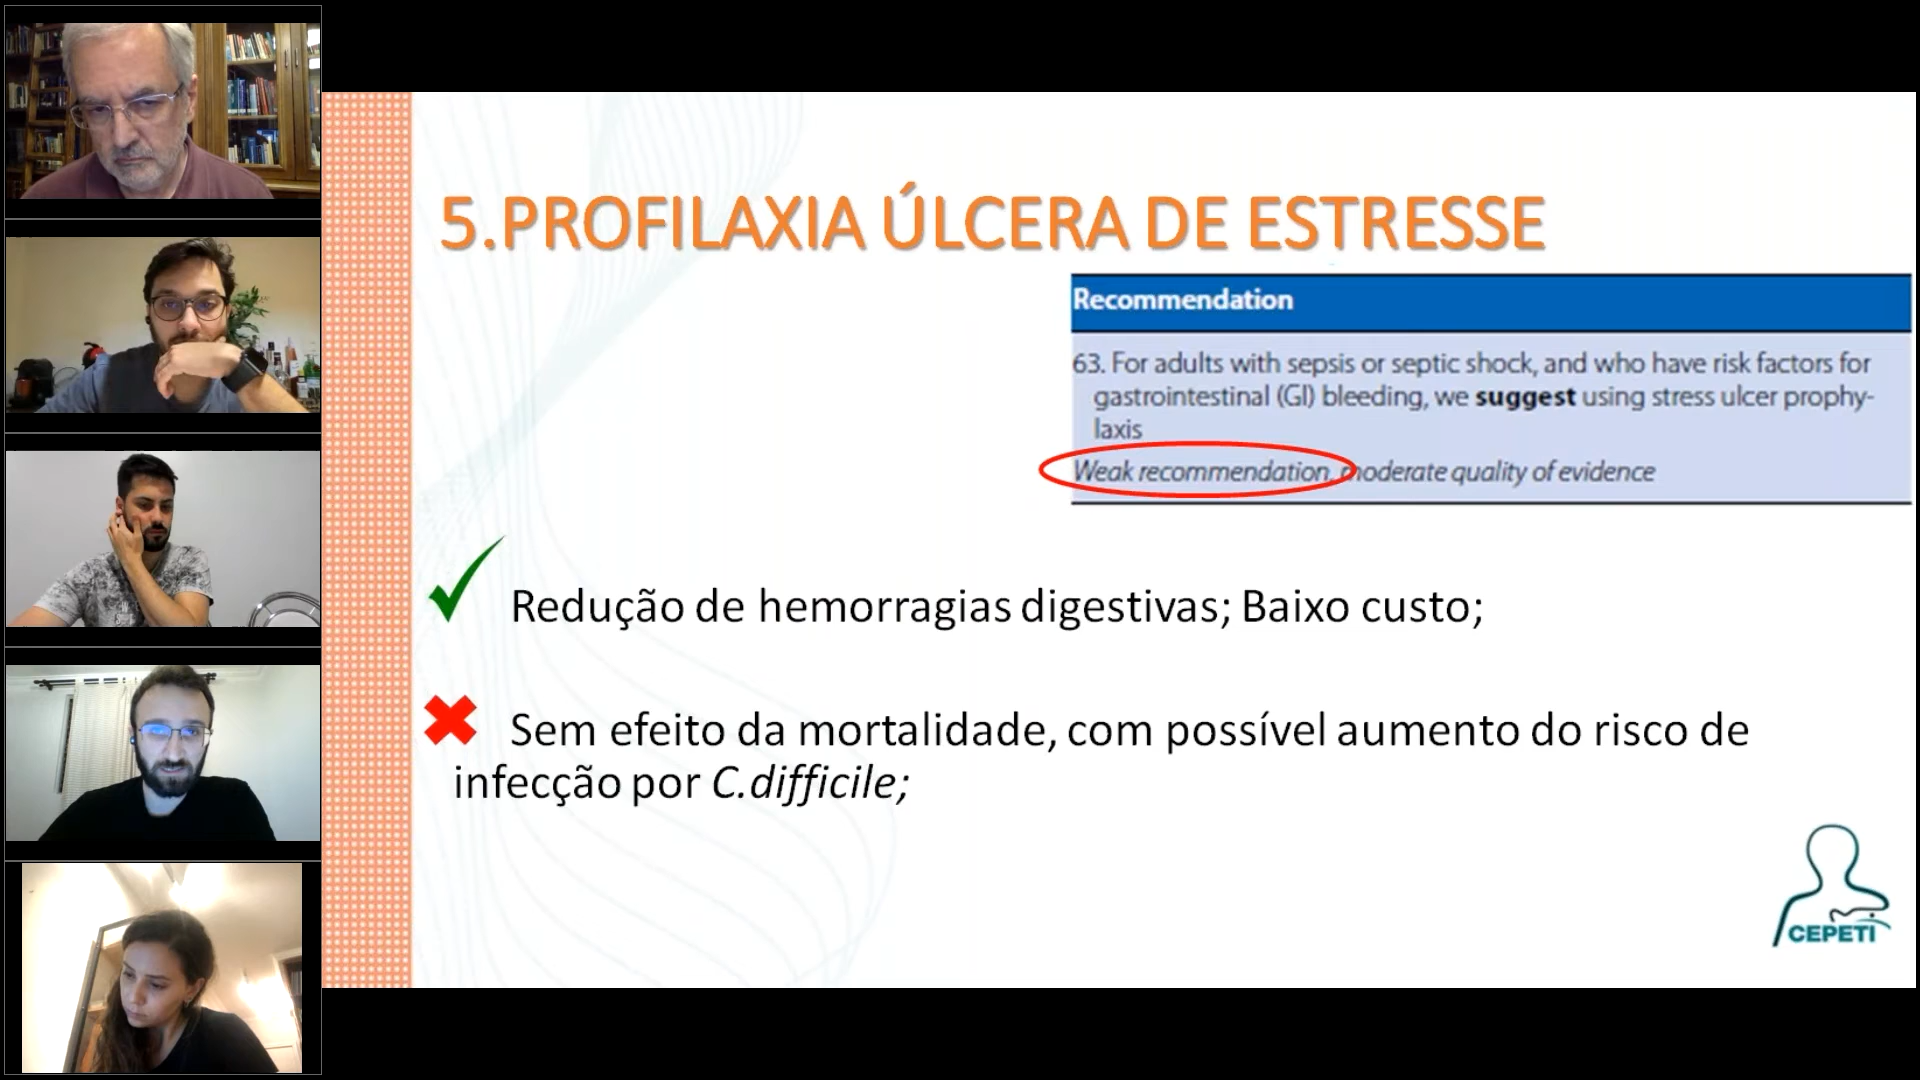 5.PROFILAXIA ÚLCERA DE ESTRESSE
Recommendation
63. For adults with sepsis or septic shock, and who have risk factors for
gastrointestinal (GI) bleeding, we suggest using stress ulcer prophy-
laxis
Weak recommendation, moderate quality of evidence
Redução de hemorragias digestivas; Baixo custo;
Sem efeito da mortalidade, com possível aumento do risco de
infecção por C.difficile;
CEPETI